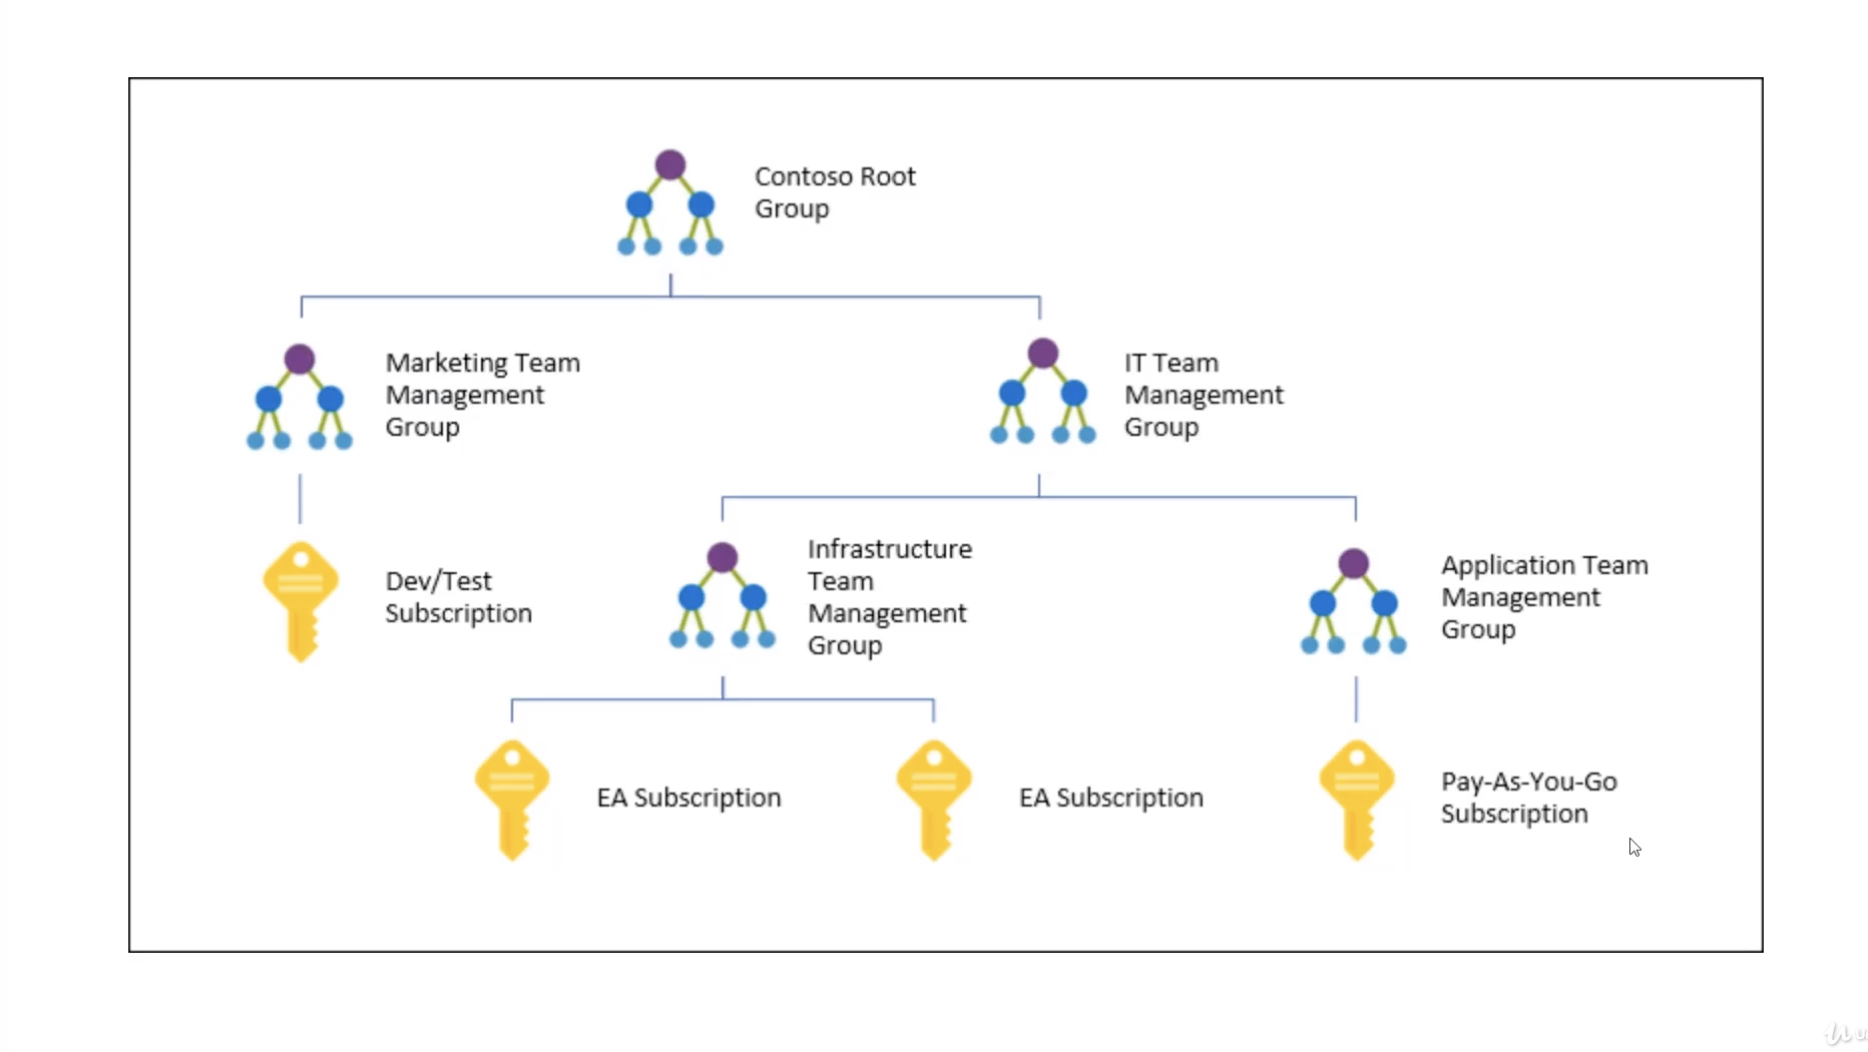 Contoso Root
Group
Marketing Team
Management
Group
IT Team
Management
Group
Dev/Test
Subscription
Infrastructure
Team
Management
Group
Application Team
Management
Group
EA Subscription
EA Subscription
Pay-As-You-Go
Subscription